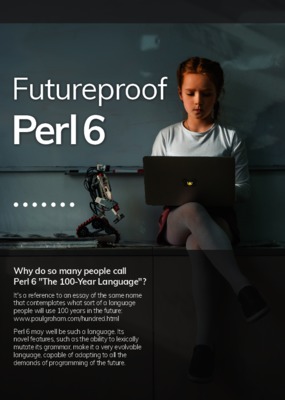 Futureproof
Perl 6
Why do so many people call
Perl 6 "The 100-Year Language"?
It's a reference to an essay of the same name
that contemplates what sort of a language
people will use 100 years in the future:
www.paulgraham.com/hundred.html
Perl 6 may well be such a language. Its
novel features, such as the ability to lexically
mutate its grammar, make it a very evolvable
language, capable of adapting to all the
demands of programming of the future.